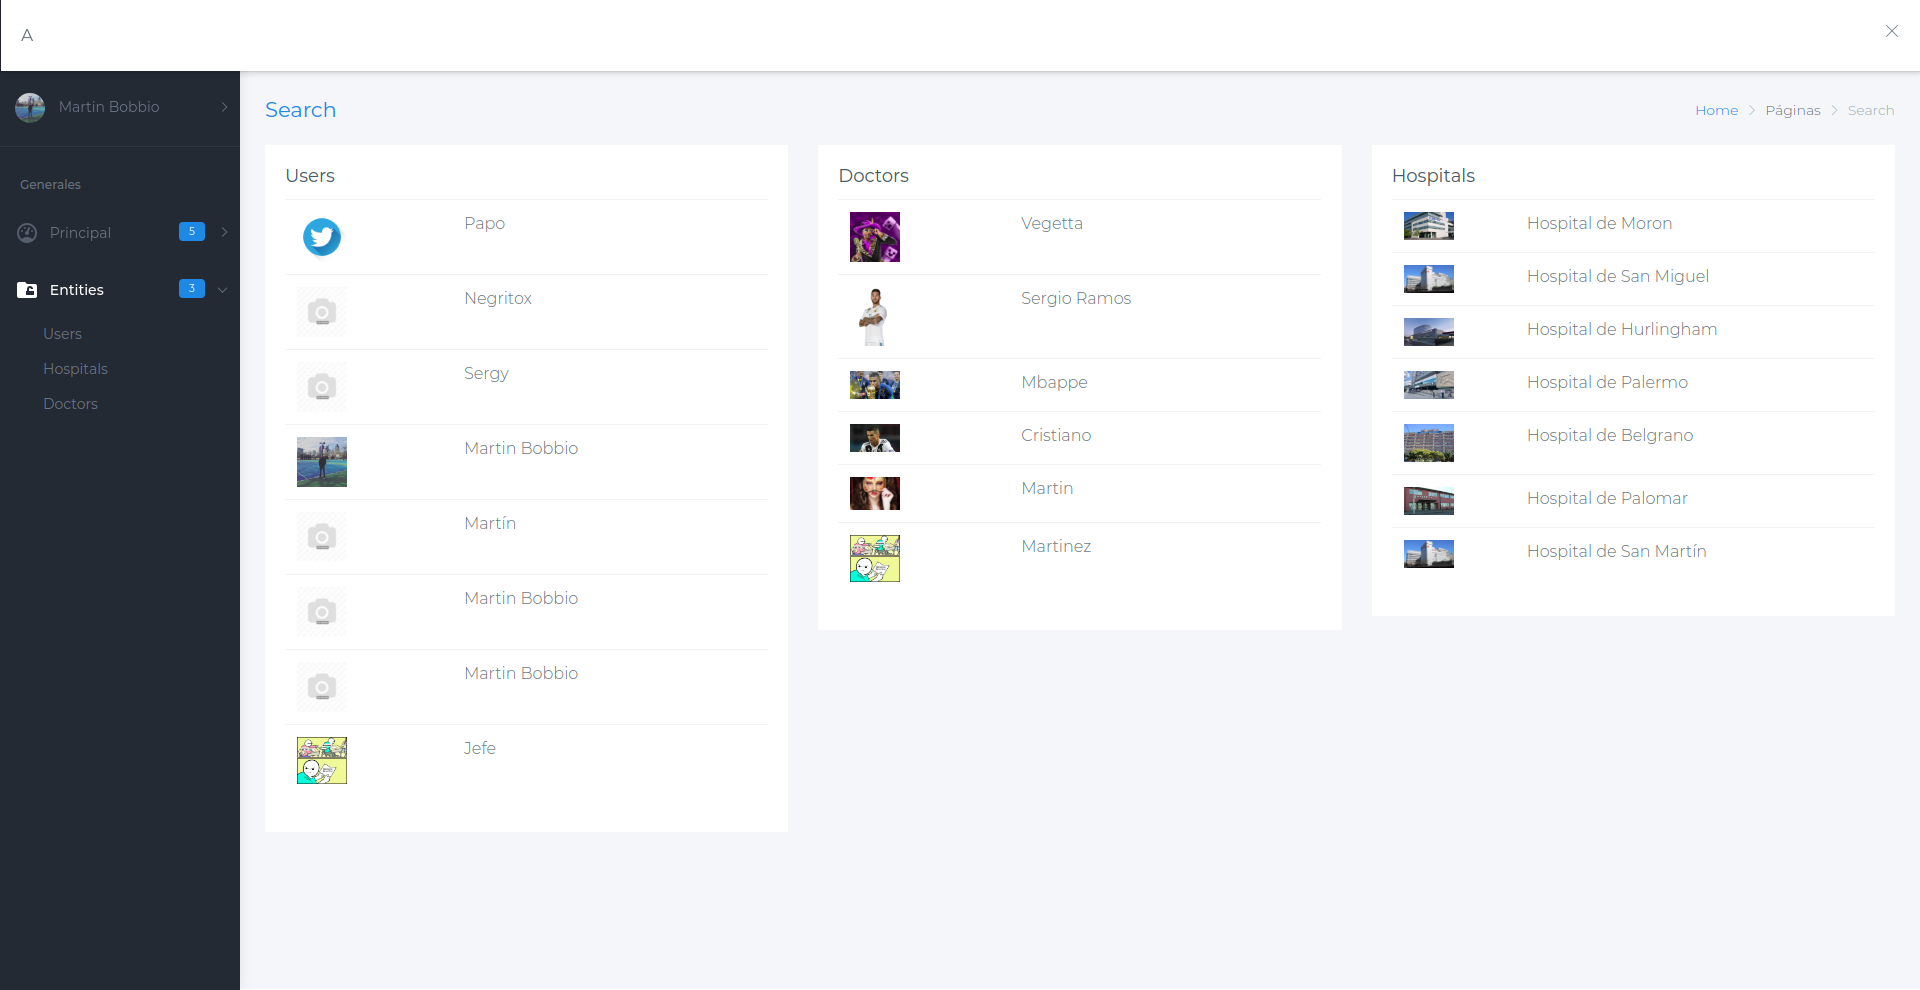 A
Martin Bobbio
Generales
Principal 5
Entities 3
Users
Hospitals
Doctors
Search
Home Páginas Search
Users
Papo
Negritox
Sergy
Martin Bobbio
Martín
Martin Bobbio
Martin Bobbio
Jefe
Doctors
Vegetta
Sergio Ramos
Mbappe
Cristiano
Martin
Martinez
Hospitals
Hospital de Moron
Hospital de San Miguel
Hospital de Hurlingham
Hospital de Palermo
Hospital de Belgrano
Hospital de Palomar
Hospital de San Martín